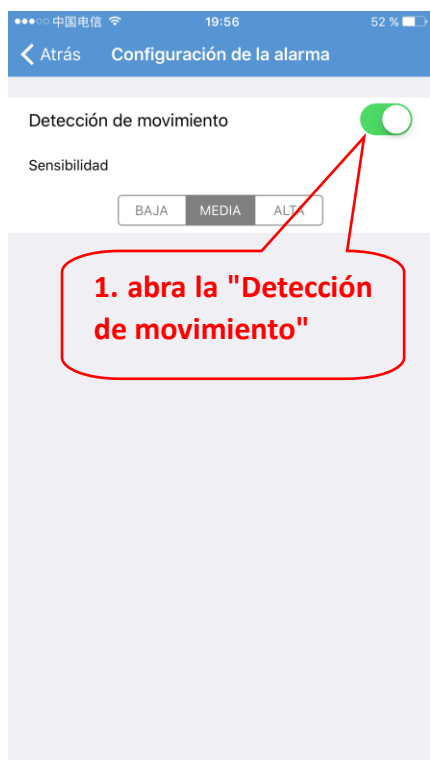 ●●●○○ 中国电信 19:56 52 %
Atrás Configuración de la alarma
Detección de movimiento
Sensibilidad
BAJA MEDIA ALTA
1. abra la "Detección
de movimiento"